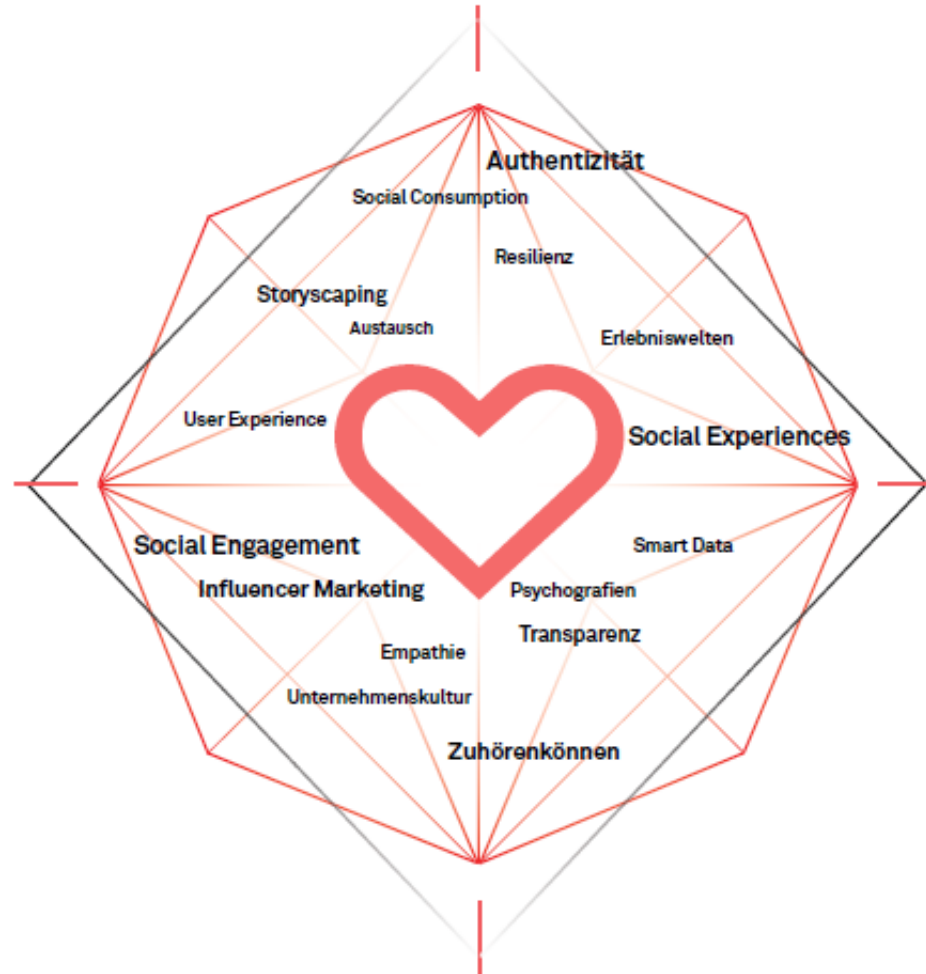 Authentizität
Social Consumption
Resilienz
Storyscaping
Austausch
Erlebniswelten
User Experience
Social Experiences
Social Engagement
Smart Data
Influencer Marketing
Psychografien
Transparenz
Empathie
Unternehmenskultur
Zuhörenkönnen